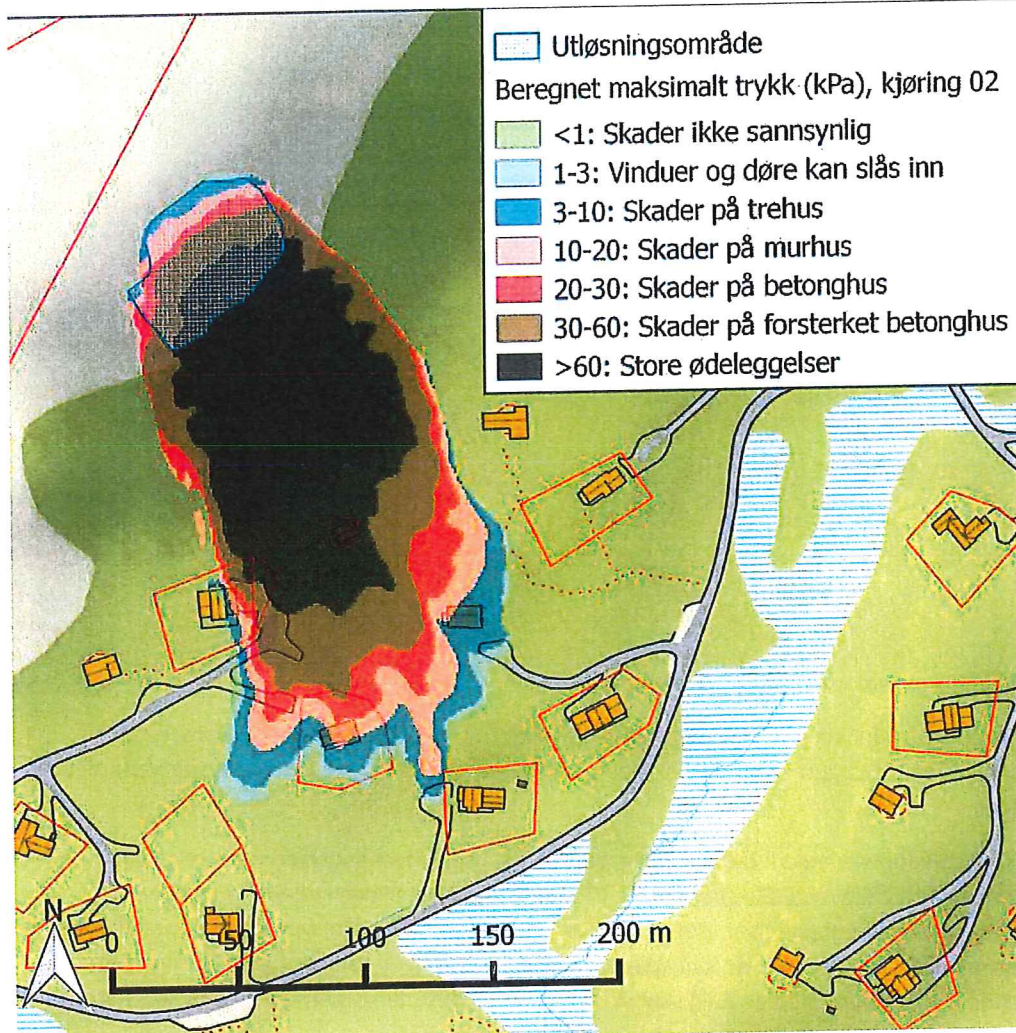 Utløsningsområde
Beregnet maksimalt trykk (kPa), kjøring 02
<1: Skader ikke sannsynlig
1-3: Vinduer og døre kan slås inn
3-10: Skader på trehus
10-20: Skader på murhus
20-30: Skader på betonghus
30-60: Skader på forsterket betonghus
>60: Store ødeleggelser
N
0 50 100 150 200 m